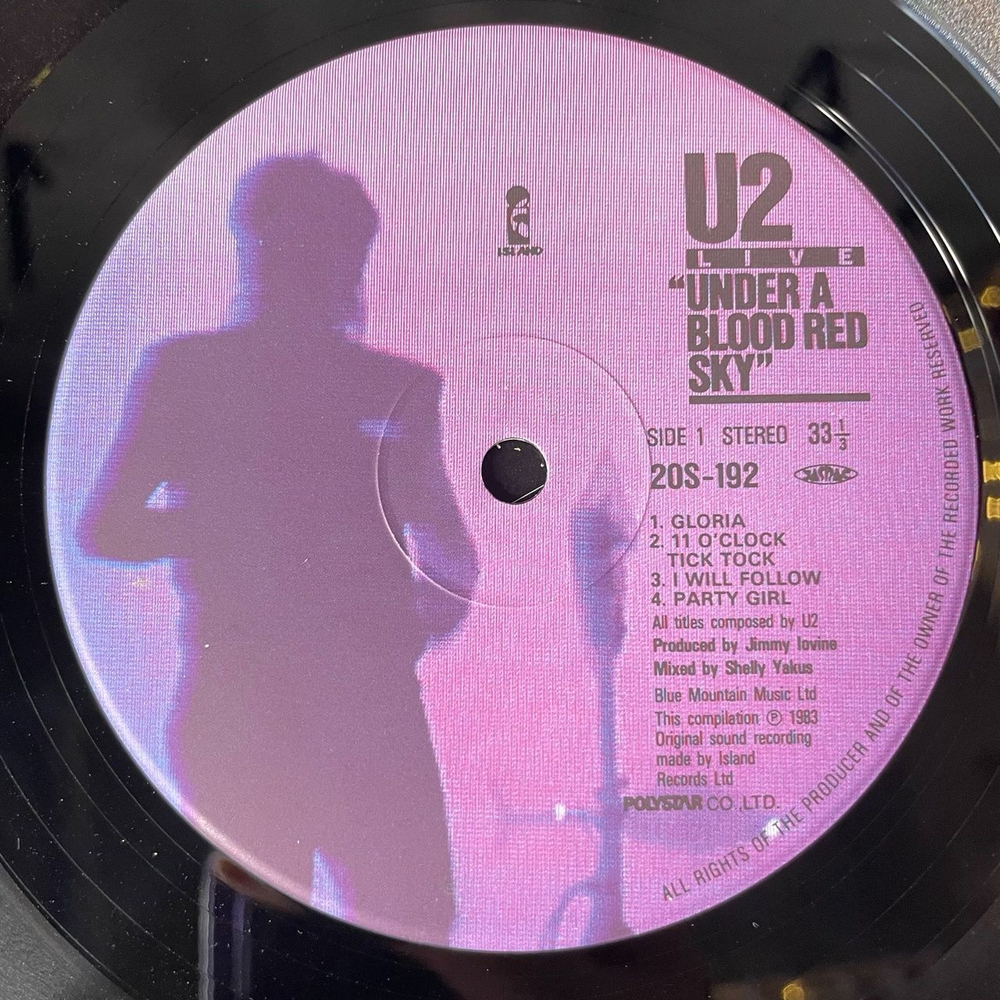 ISLAND
U2
LIVE
“UNDER A
BLOOD RED
SKY”
SIDE 1 STEREO 33⅓
20S-192 JASRAC
1. GLORIA
2. 11 O'CLOCK
TICK TOCK
3. I WILL FOLLOW
4. PARTY GIRL
All titles composed by U2
Produced by Jimmy Iovine
Mixed by Shelly Yakus
Blue Mountain Music Ltd
This compilation ℗ 1983
Original sound recording
made by Island
Records Ltd
POLYSTAR CO.,LTD.
ALL RIGHTS OF THE PRODUCER AND OF THE OWNER OF THE RECORDED WORK RESERVED